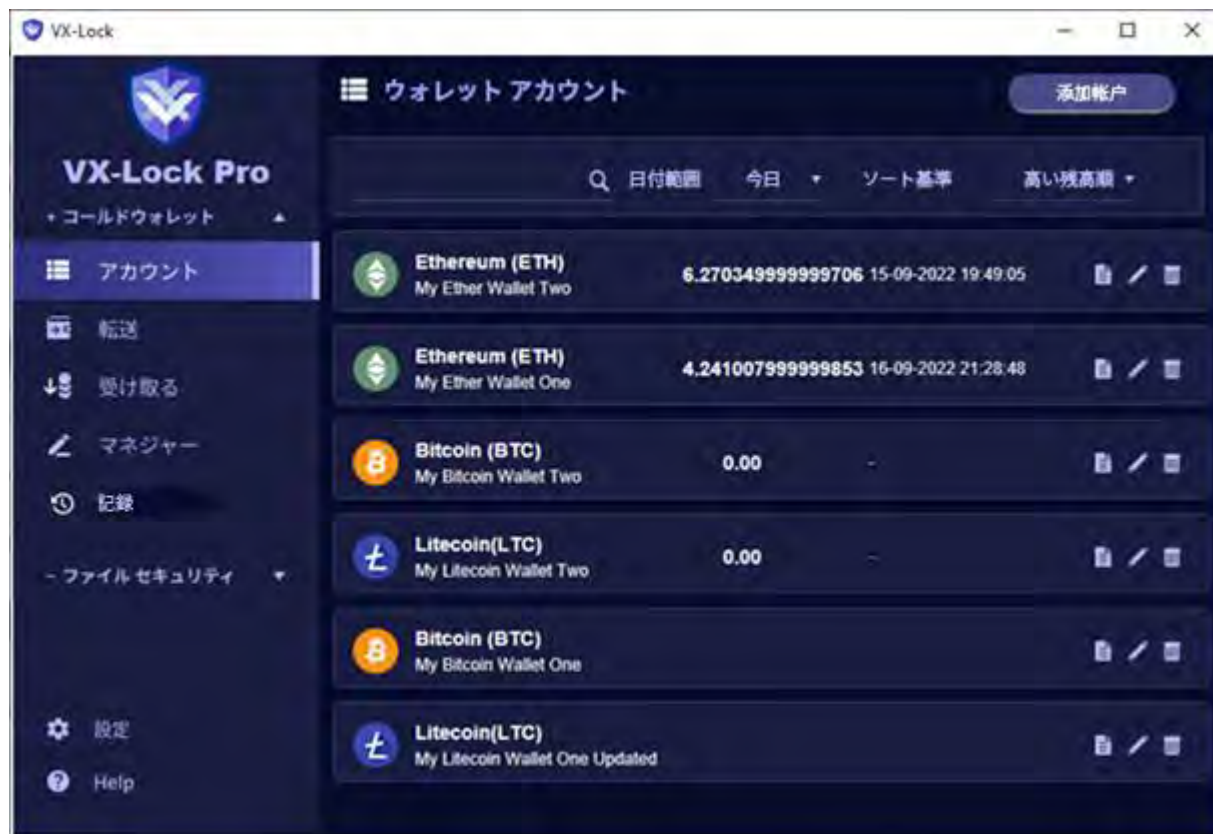 VX-Lock
VX-Lock Pro
+ コールドウォレット
アカウント
転送
受け取る
マネジャー
記録
- ファイル セキュリティ
設定
Help
ウォレット アカウント
添加帐户
日付範囲 今日 ソート基準 高い残高順
Ethereum (ETH)
My Ether Wallet Two
6.270349999999706 15-09-2022 19:49:05
Ethereum (ETH)
My Ether Wallet One
4.241007999999853 16-09-2022 21:28:48
Bitcoin (BTC)
My Bitcoin Wallet Two
0.00 -
Litecoin(LTC)
My Litecoin Wallet Two
0.00 -
Bitcoin (BTC)
My Bitcoin Wallet One
Litecoin(LTC)
My Litecoin Wallet One Updated